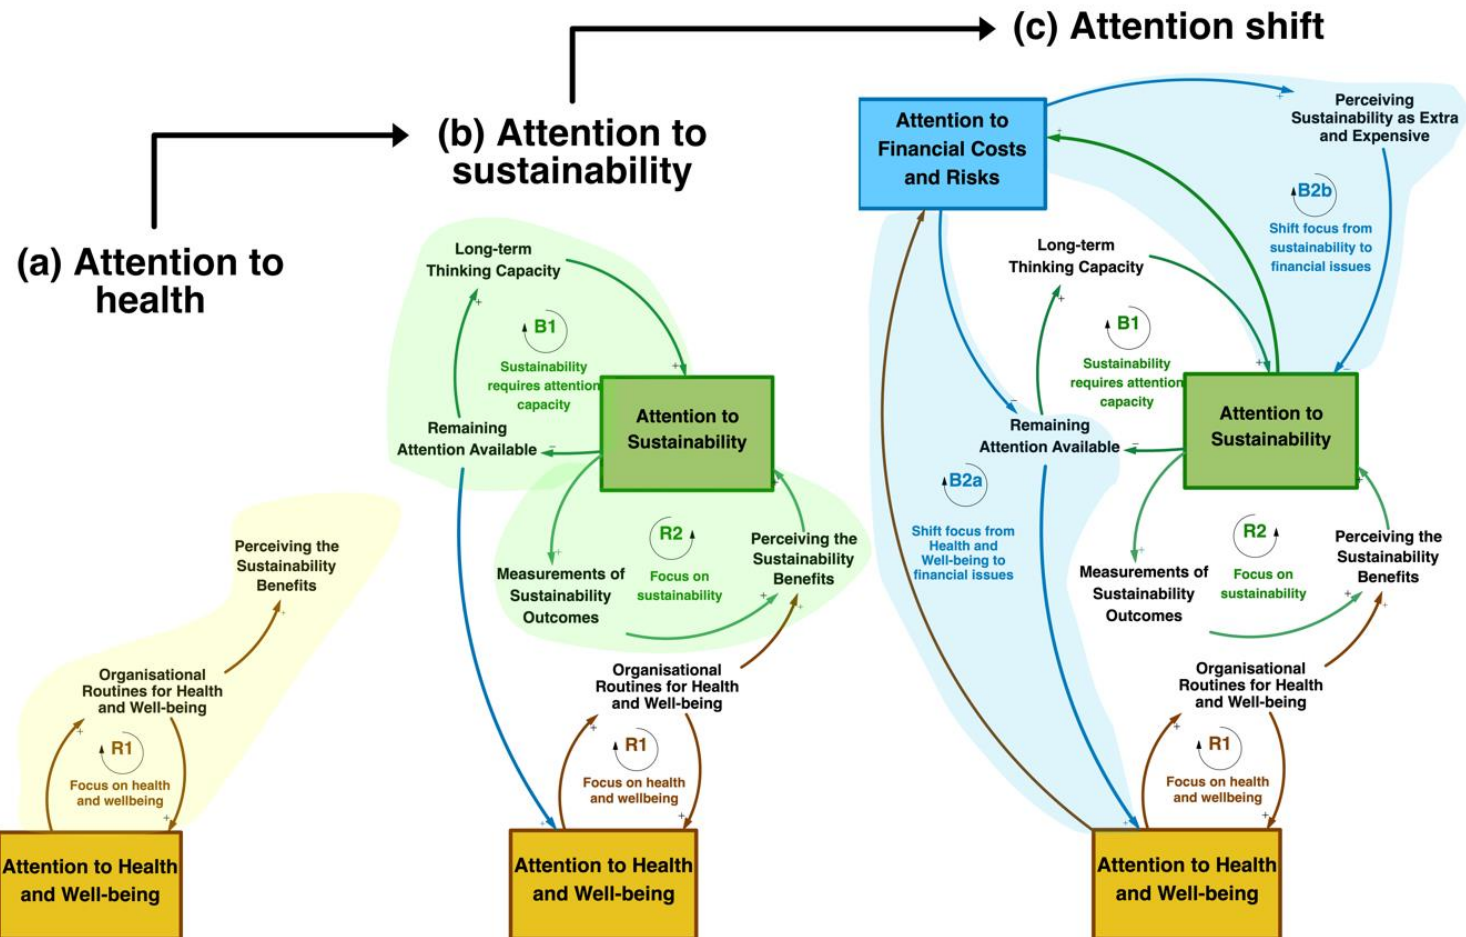 (a) Attention to
health
(b) Attention to
sustainability
(c) Attention shift
Perceiving the
Sustainability
Benefits
Organisational
Routines for Health
and Well-being
+
+
R1
Focus on health
and wellbeing
+
Attention to Health
and Well-being
Long-term
Thinking Capacity
+
B1
Sustainability
requires attention
capacity
+
Attention to
Sustainability
Remaining
Attention Available
−
+
R2
Focus on
sustainability
+
Measurements of
Sustainability
Outcomes
Perceiving the
Sustainability
Benefits
+
+
Organisational
Routines for Health
and Well-being
+
R1
Focus on health
and wellbeing
+
+
Attention to Health
and Well-being
Attention to
Financial Costs
and Risks
+
+
Perceiving
Sustainability as Extra
and Expensive
B2b
Shift focus from
sustainability to
financial issues
−
Long-term
Thinking Capacity
+
B1
Sustainability
requires attention
capacity
+
Attention to
Sustainability
−
Remaining
Attention Available
−
B2a
Shift focus from
Health and
Well-being to
financial issues
+
R2
Focus on
sustainability
+
Measurements of
Sustainability
Outcomes
Perceiving the
Sustainability
Benefits
+
+
Organisational
Routines for Health
and Well-being
+
R1
Focus on health
and wellbeing
+
+
Attention to Health
and Well-being